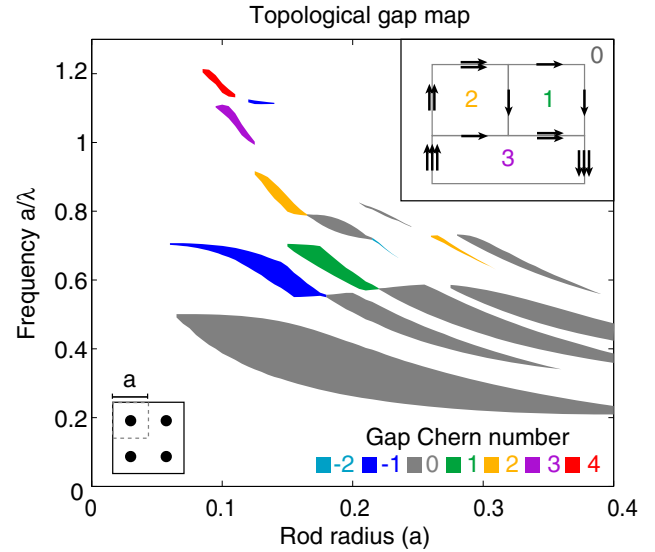 Topological gap map
Frequency a/λ
1.2
1
0.8
0.6
0.4
0.2
0
0
2
1
3
a
Gap Chern number
-2 -1 0 1 2 3 4
0 0.1 0.2 0.3 0.4
Rod radius (a)